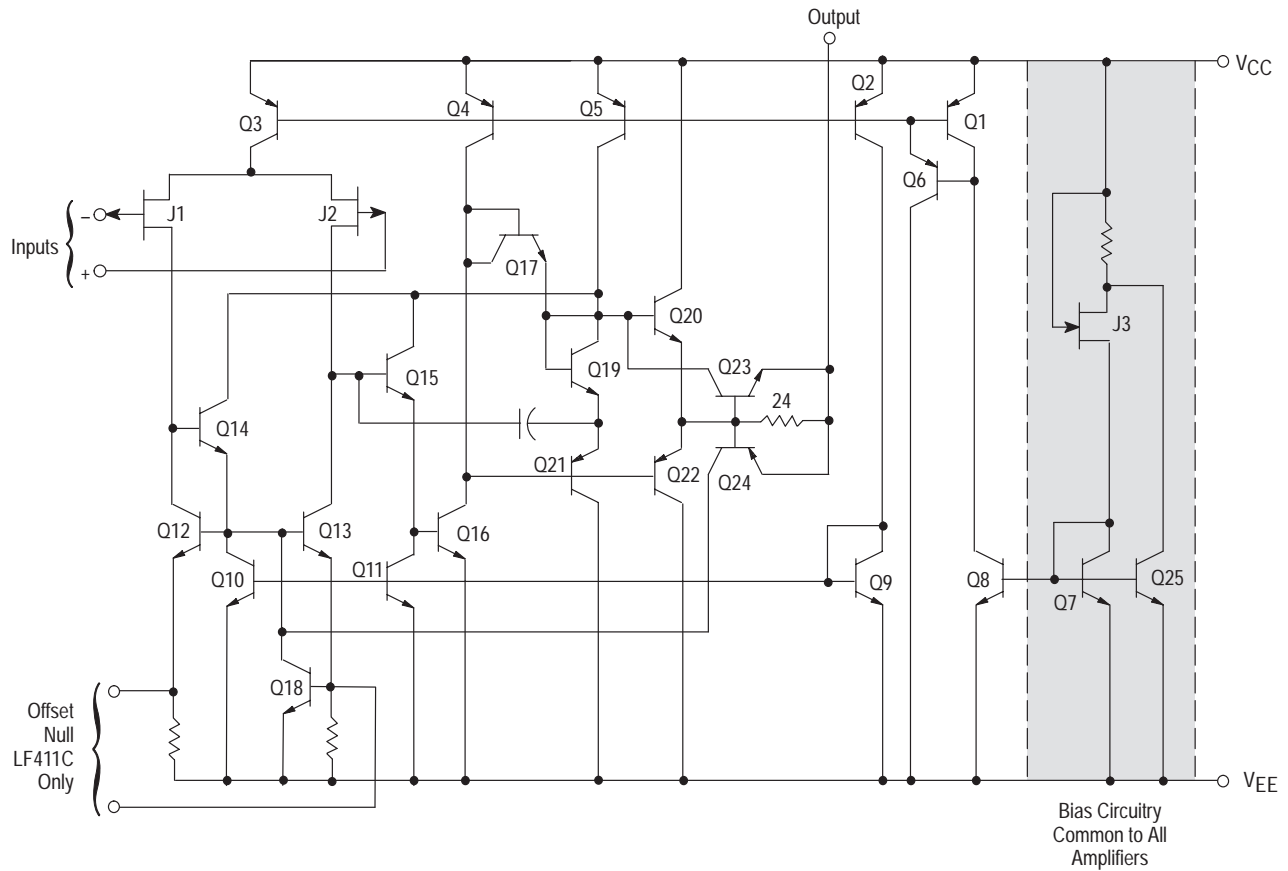 Output
VCC
Q3
Q4
Q5
Q2
Q1
Q6
J1
J2
Inputs
–
+
Q17
Q20
J3
Q19
Q23
Q15
24
Q14
Q21
Q22
Q24
Q12
Q13
Q16
Q10
Q11
Q9
Q8
Q7
Q25
Q18
Offset
Null
LF411C
Only
VEE
Bias Circuitry
Common to All
Amplifiers